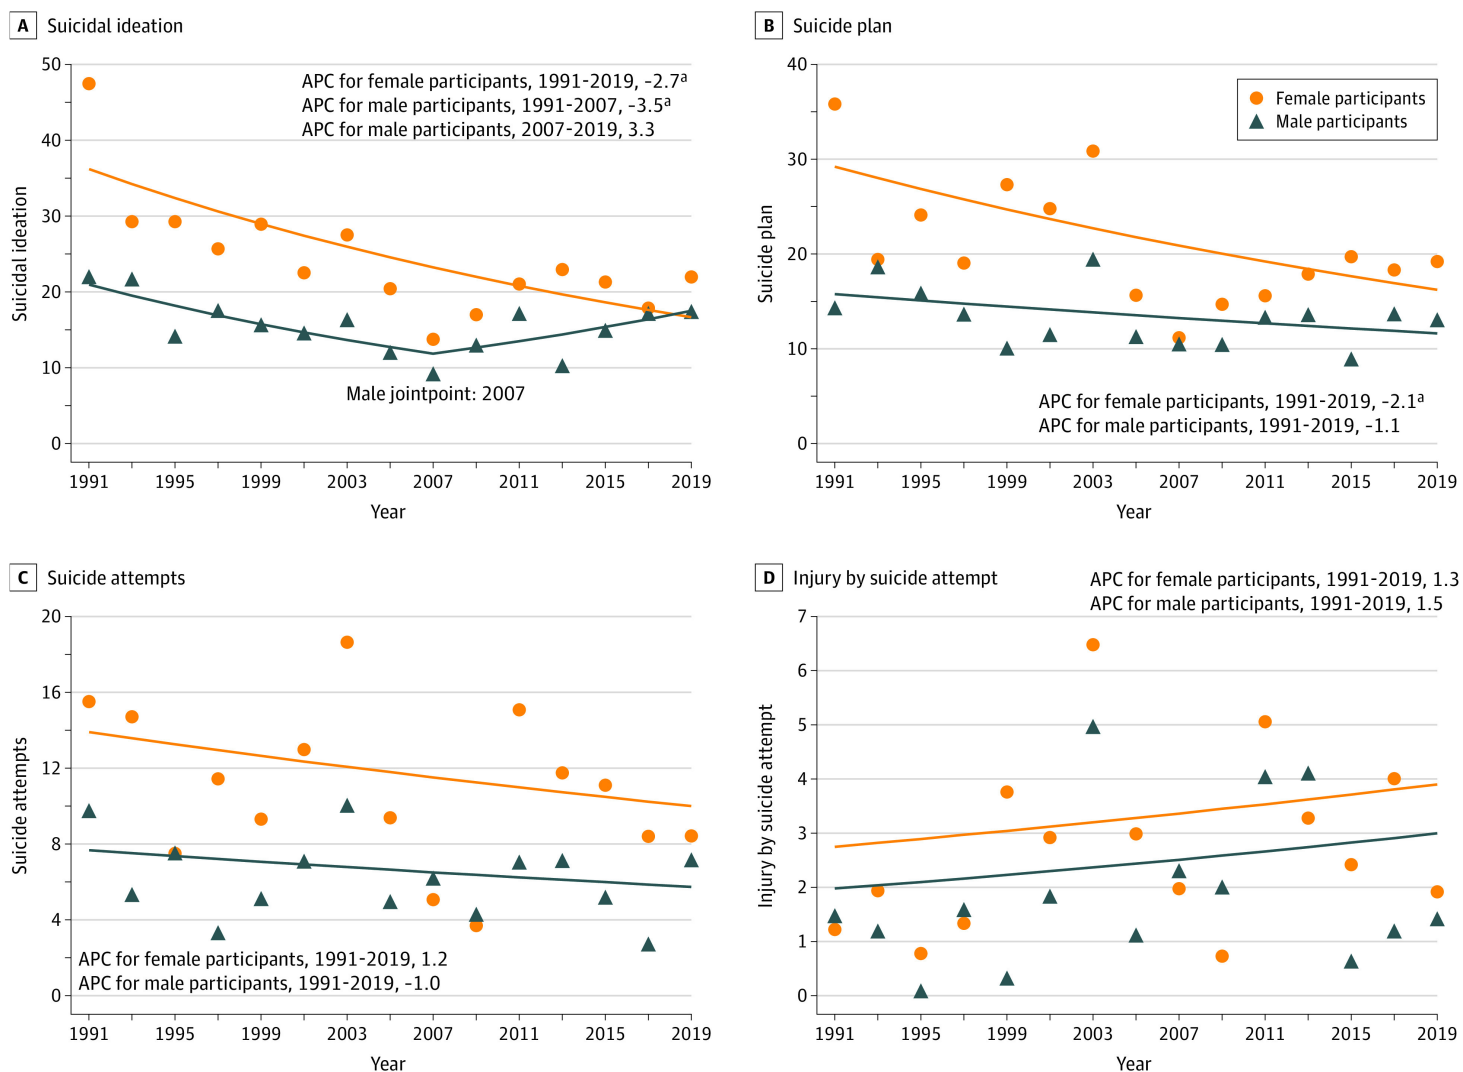 A Suicidal ideation
50
40
30
20
10
0
Suicidal ideation
APC for female participants, 1991-2019, –2.7a
APC for male participants, 1991-2007, –3.5a
APC for male participants, 2007-2019, 3.3
Male jointpoint: 2007
1991 1995 1999 2003 2007 2011 2015 2019
Year
B Suicide plan
40
30
20
10
0
Suicide plan
Female participants
Male participants
APC for female participants, 1991-2019, –2.1a
APC for male participants, 1991-2019, –1.1
1991 1995 1999 2003 2007 2011 2015 2019
Year
C Suicide attempts
20
16
12
8
4
0
Suicide attempts
APC for female participants, 1991-2019, 1.2
APC for male participants, 1991-2019, –1.0
1991 1995 1999 2003 2007 2011 2015 2019
Year
D Injury by suicide attempt
APC for female participants, 1991-2019, 1.3
APC for male participants, 1991-2019, 1.5
7
6
5
4
3
2
1
0
Injury by suicide attempt
1991 1995 1999 2003 2007 2011 2015 2019
Year